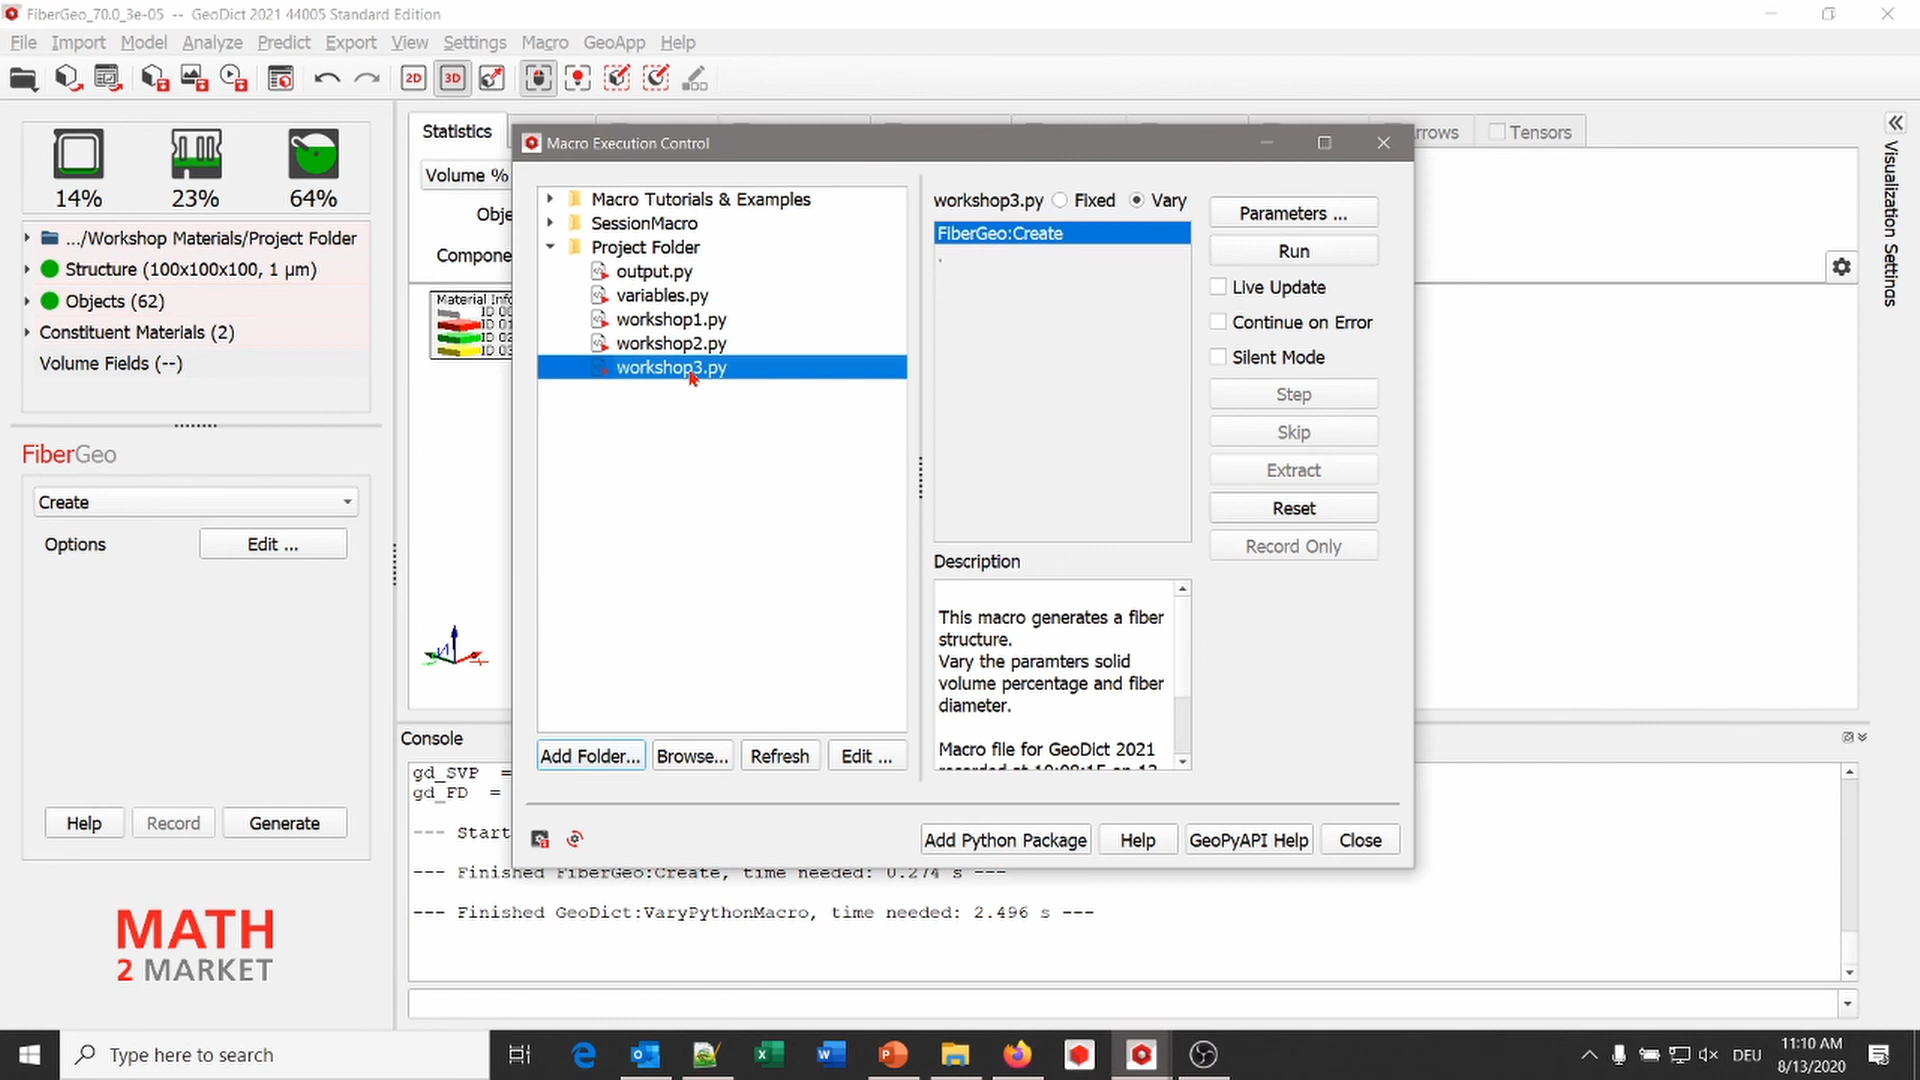 FiberGeo_70.0_3e-05 -- GeoDict 2021 44005 Standard Edition
File Import Model Analyze Predict Export View Settings Macro GeoApp Help
2D 3D
14% 23% 64%
.../Workshop Materials/Project Folder
Structure (100x100x100, 1 µm)
Objects (62)
Constituent Materials (2)
Volume Fields (--)
FiberGeo
Create
Options
Edit ...
Help
Record
Generate
MATH
2 MARKET
Statistics
Tensors
Volume %
Material
Visualization Settings
Macro Execution Control
Macro Tutorials & Examples
SessionMacro
Project Folder
output.py
variables.py
workshop1.py
workshop2.py
workshop3.py
Add Folder...
Browse...
Refresh
Edit ...
workshop3.py
Fixed
Vary
FiberGeo:Create
.
Description
This macro generates a fiber
structure.
Vary the paramters solid
volume percentage and fiber
diameter.
Macro file for GeoDict 2021
Parameters ...
Run
Live Update
Continue on Error
Silent Mode
Step
Skip
Extract
Reset
Record Only
Add Python Package
Help
GeoPyAPI Help
Close
Console
gd_SVP =
gd_FD =
--- Start
--- Finished FiberGeo:Create, time needed: 0.274 s ---
--- Finished GeoDict:VaryPythonMacro, time needed: 2.496 s ---
Type here to search
DEU
11:10 AM
8/13/2020